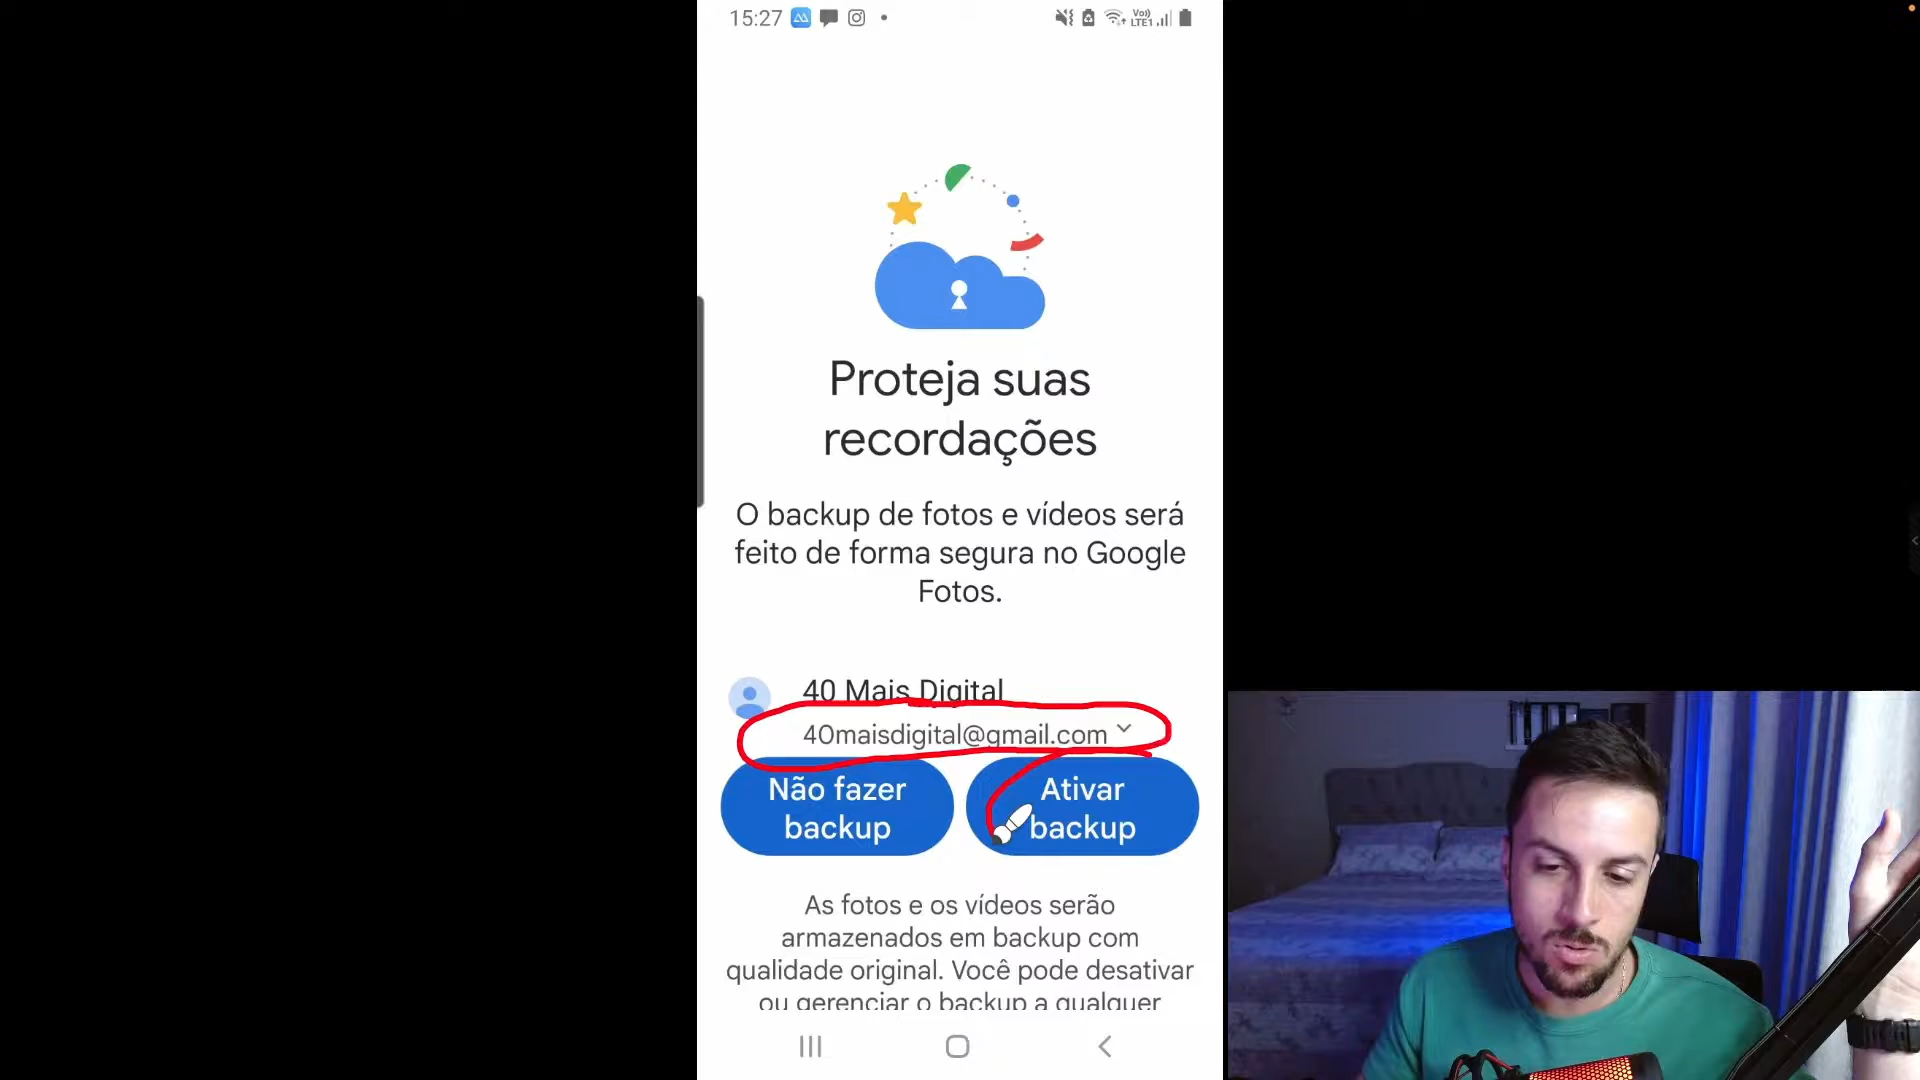 15:27
Vo))
LTE1
Proteja suas
recordações
O backup de fotos e vídeos será
feito de forma segura no Google
Fotos.
40 Mais Digital
40maisdigital@gmail.com
Não fazer
backup
Ativar
backup
As fotos e os vídeos serão
armazenados em backup com
qualidade original. Você pode desativar
ou gerenciar o backup a qualquer